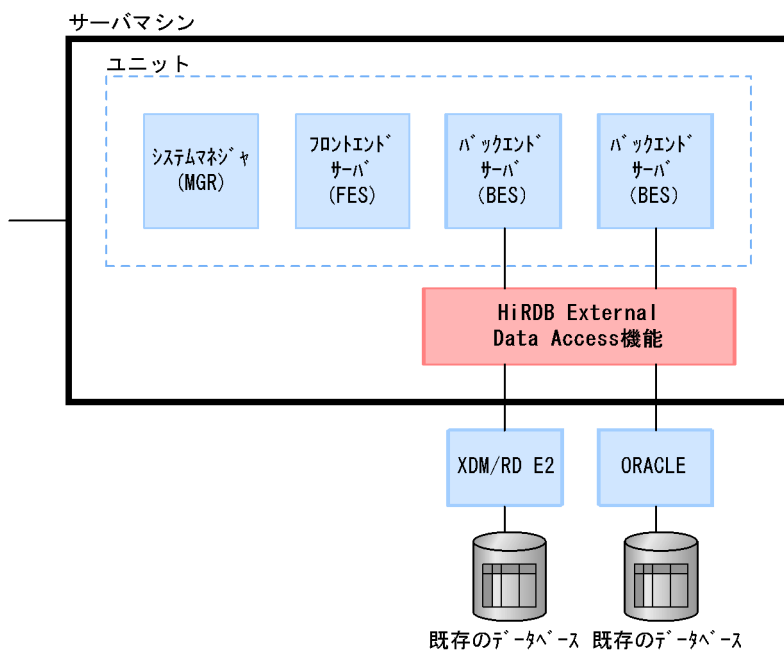 サーバマシン
ユニット
ｼｽﾃﾑﾏﾈｼﾞｬ
(MGR)
ﾌﾛﾝﾄｴﾝﾄﾞ
ｻｰﾊﾞ
(FES)
ﾊﾞｯｸｴﾝﾄﾞ
ｻｰﾊﾞ
(BES)
ﾊﾞｯｸｴﾝﾄﾞ
ｻｰﾊﾞ
(BES)
HiRDB External
Data Access機能
XDM/RD E2
ORACLE
既存のﾃﾞｰﾀﾍﾞｰｽ
既存のﾃﾞｰﾀﾍﾞｰｽ